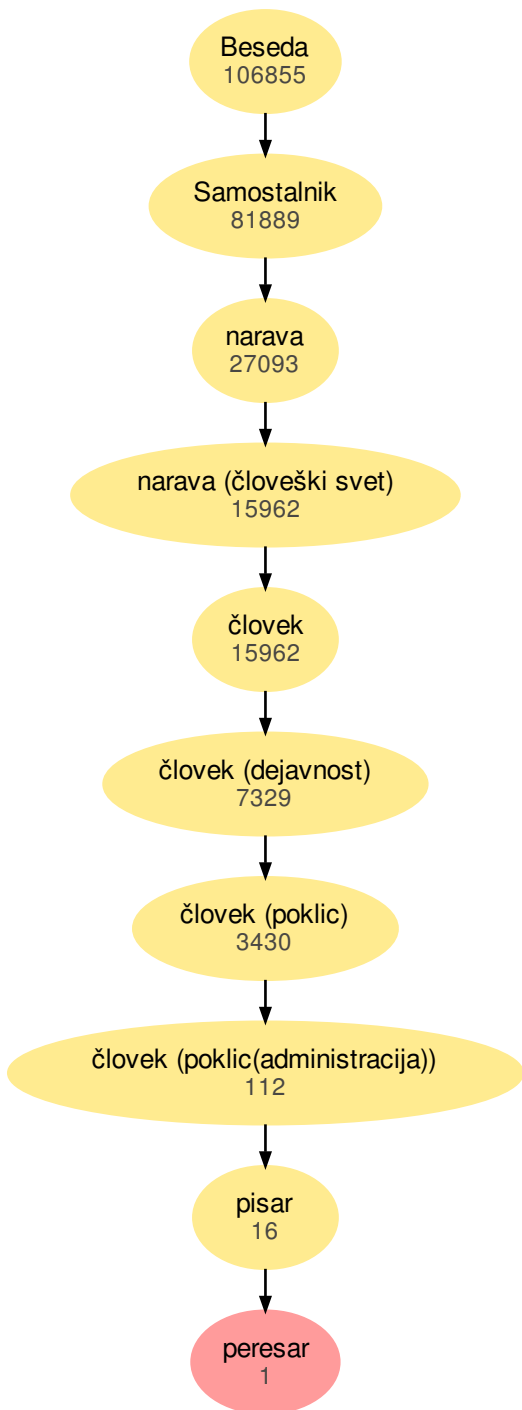 Beseda
106855
Samostalnik
81889
narava
27093
narava (človeški svet)
15962
človek
15962
človek (dejavnost)
7329
človek (poklic)
3430
človek (poklic(administracija))
112
pisar
16
peresar
1